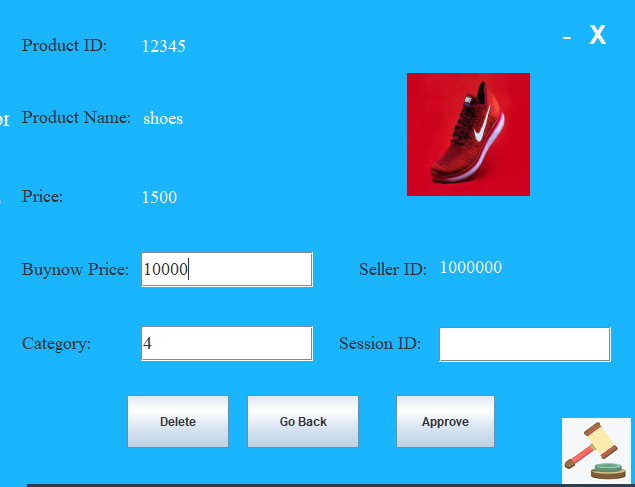 - X
Product ID: 12345
or Product Name: shoes
Price: 1500
Buynow Price: 10000 Seller ID: 1000000
Category: 4 Session ID:
Delete Go Back Approve